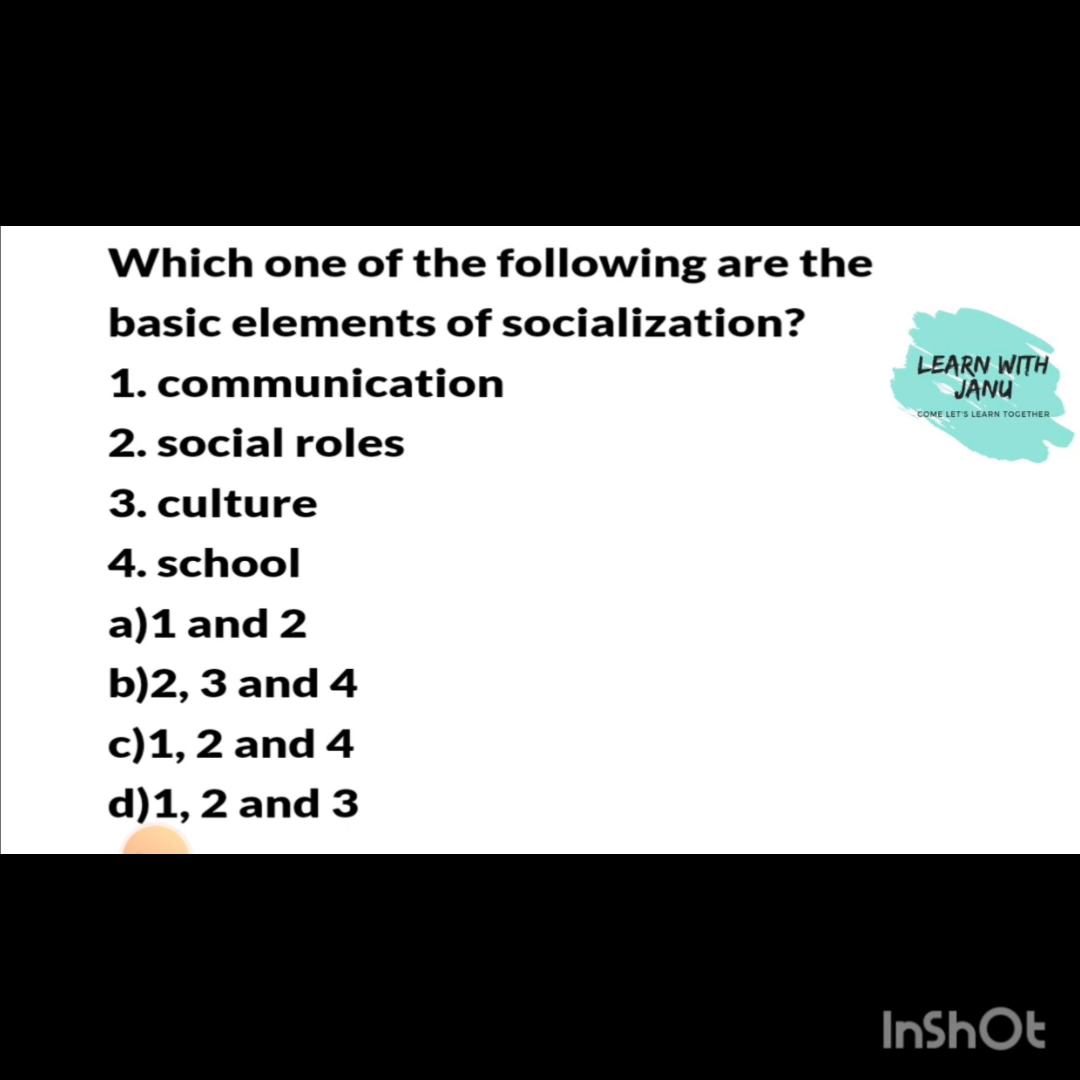 Which one of the following are the
basic elements of socialization?
1. communication
2. social roles
3. culture
4. school
a)1 and 2
b)2, 3 and 4
c)1, 2 and 4
d)1, 2 and 3
LEARN WITH
JANU
COME LET'S LEARN TOGETHER
InShOt